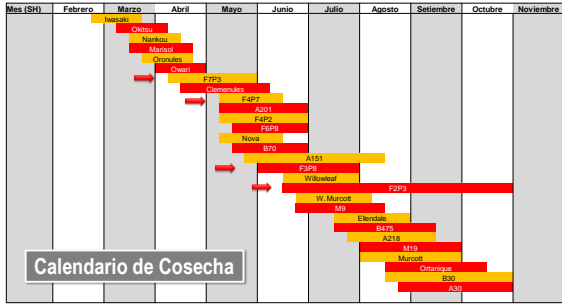 Mes (SH) Febrero Marzo Abril Mayo Junio Julio Agosto Setiembre Octubre Noviembre
Iwasaki
Okitsu
Nankou
Marisol
Oronules
Owari
F7P3
Clemenules
F4P7
A201
F4P2
F6P8
Nova
B70
A151
F3P8
Willowleaf
F2P3
W. Murcott
M9
Ellendale
B475
A218
M19
Murcott
Ortanique
B30
A30
Calendario de Cosecha